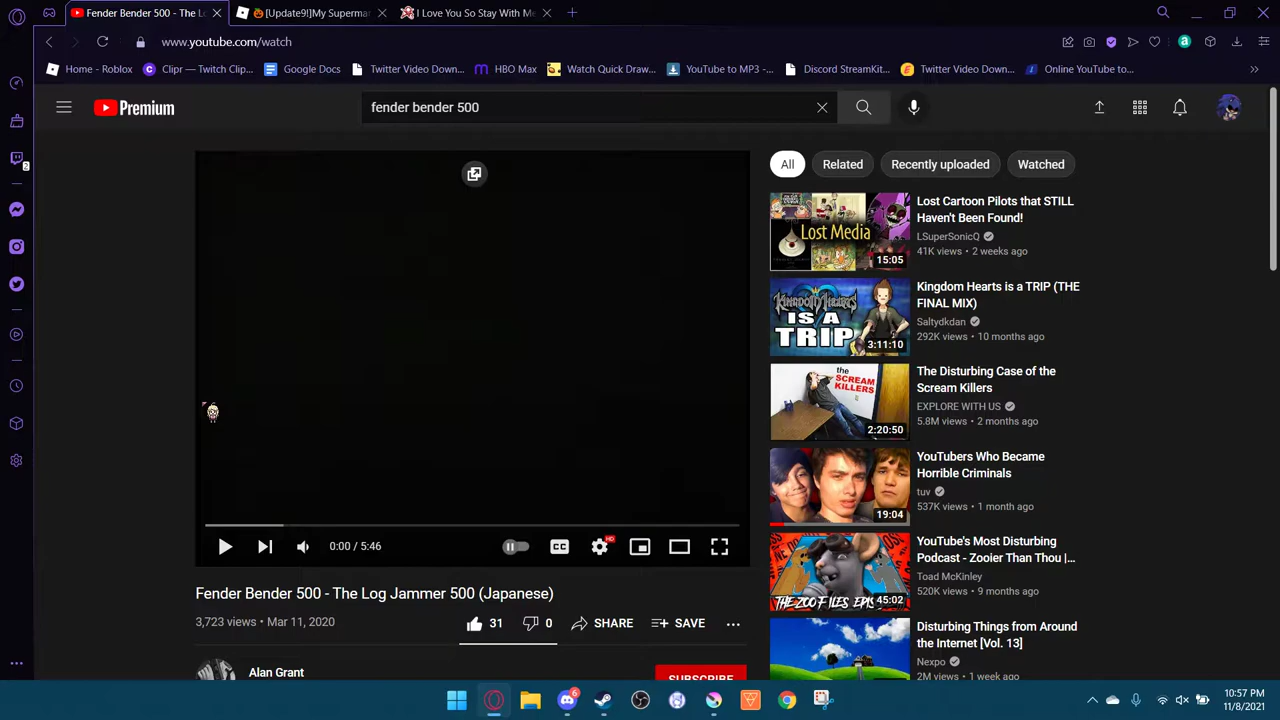 Fender Bender 500 - The Lo
[Update9!]My Superma
I Love You So Stay With Me
www.youtube.com/watch
Home - Roblox
Clipr — Twitch Clip...
Google Docs
Twitter Video Down...
HBO Max
Watch Quick Draw...
YouTube to MP3 -...
Discord StreamKit...
Twitter Video Down...
Online YouTube to...
Premium
fender bender 500
2
All
Related
Recently uploaded
Watched
Lost Media
15:05
Lost Cartoon Pilots that STILL
Haven't Been Found!
LSuperSonicQ
41K views • 2 weeks ago
KINGDOM HEARTS
IS A
TRIP
3:11:10
Kingdom Hearts is a TRIP (THE
FINAL MIX)
Saltydkdan
292K views • 10 months ago
the
SCREAM
KILLERS
2:20:50
The Disturbing Case of the
Scream Killers
EXPLORE WITH US
5.8M views • 2 months ago
19:04
YouTubers Who Became
Horrible Criminals
tuv
537K views • 1 month ago
THE ZOO FILES EPIS
45:02
YouTube's Most Disturbing
Podcast - Zooier Than Thou |...
Toad McKinley
520K views • 9 months ago
Disturbing Things from Around
the Internet [Vol. 13]
Nexpo
2M views • 1 week ago
0:00 / 5:46
CC
HD
Fender Bender 500 - The Log Jammer 500 (Japanese)
3,723 views • Mar 11, 2020
31
0
SHARE
SAVE
Alan Grant
SUBSCRIBE
6
10:57 PM
11/8/2021